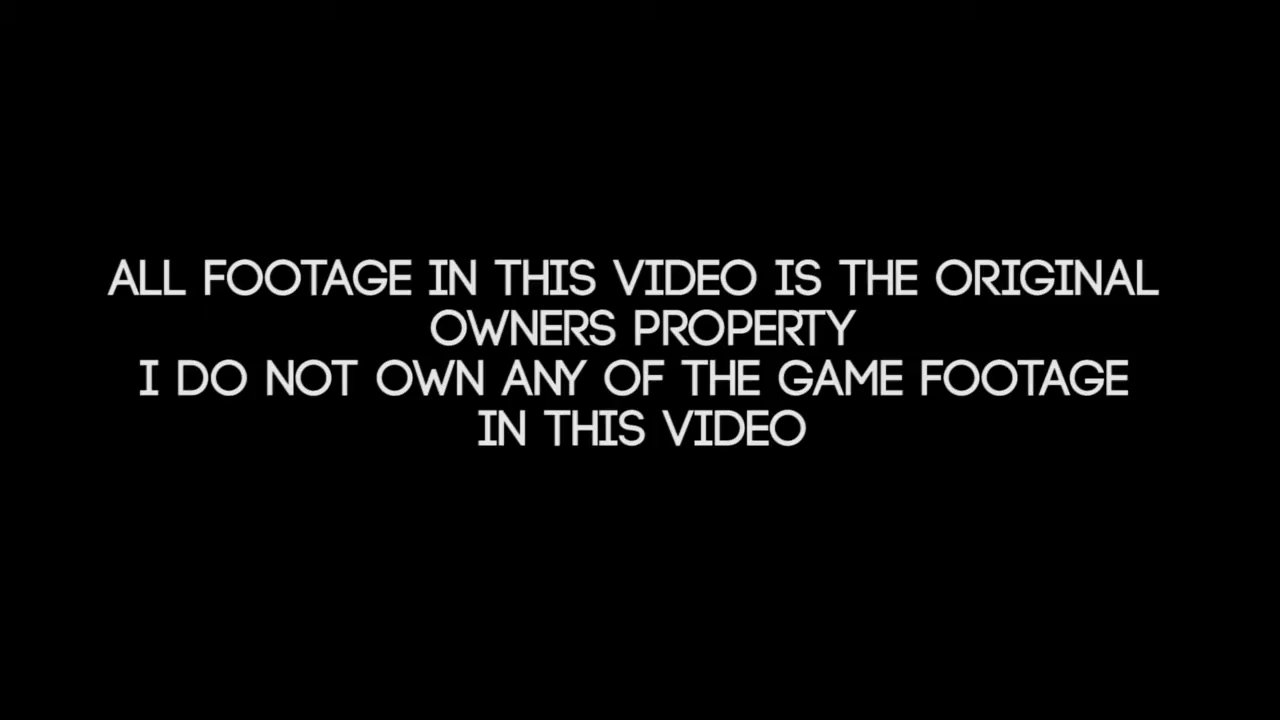 ALL FOOTAGE IN THIS VIDEO IS THE ORIGINAL
OWNERS PROPERTY
I DO NOT OWN ANY OF THE GAME FOOTAGE
IN THIS VIDEO